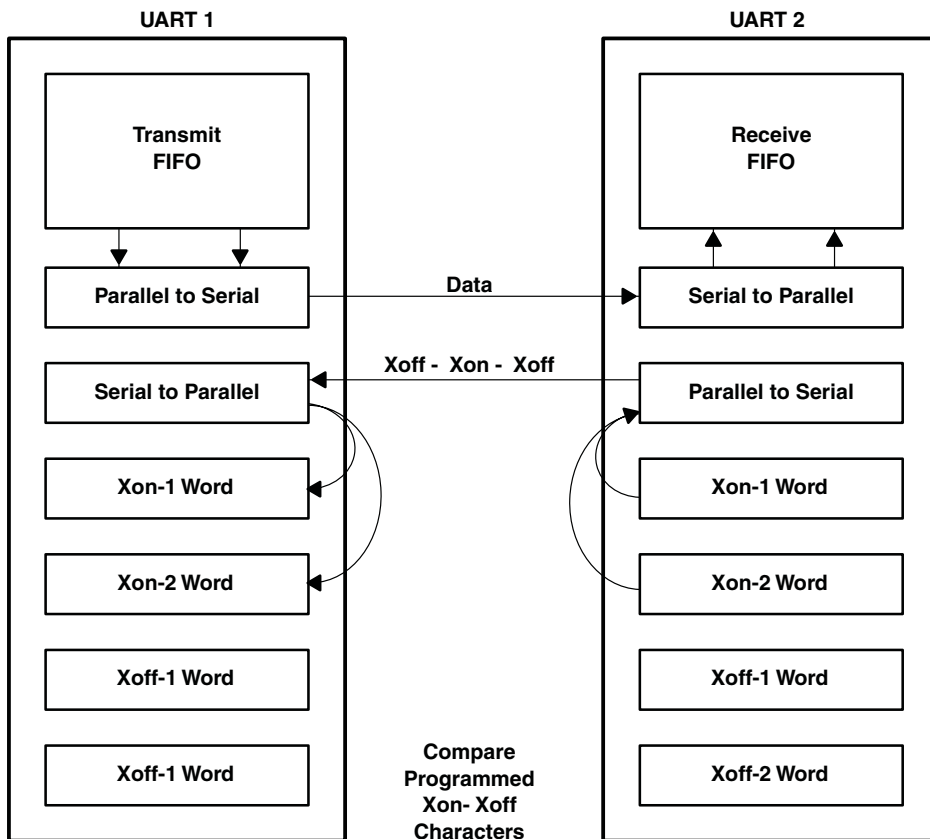 UART 1
UART 2
Transmit
FIFO
Receive
FIFO
Parallel to Serial
Data
Serial to Parallel
Serial to Parallel
Xoff - Xon - Xoff
Parallel to Serial
Xon-1 Word
Xon-1 Word
Xon-2 Word
Xon-2 Word
Xoff-1 Word
Xoff-1 Word
Xoff-1 Word
Compare
Programmed
Xon- Xoff
Characters
Xoff-2 Word